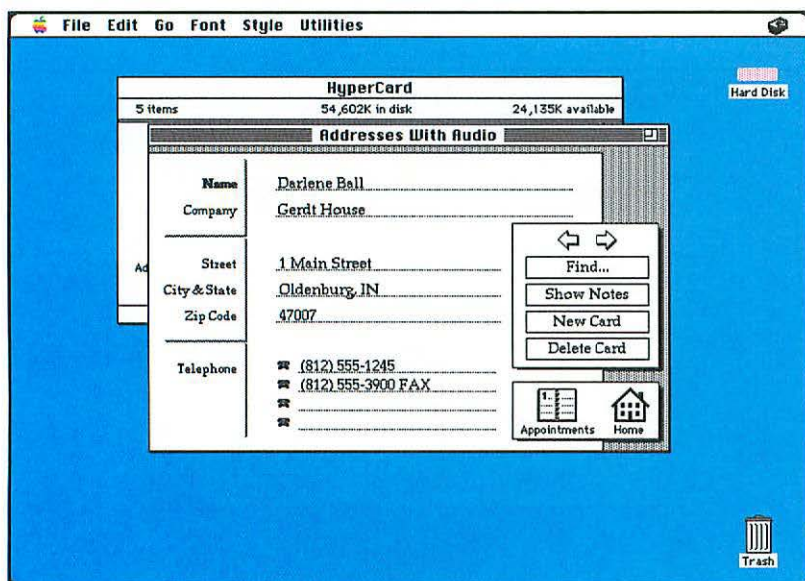 File Edit Go Font Style Utilities
HyperCard
5 items 54,602K in disk 24,135K available
Hard Disk
Addresses With Audio
Name Darlene Ball
Company Gerdt House
Street 1 Main Street
City & State Oldenburg, IN
Zip Code 47007
Telephone (812) 555-1245
(812) 555-3900 FAX
Find...
Show Notes
New Card
Delete Card
Appointments Home
Ad
Trash